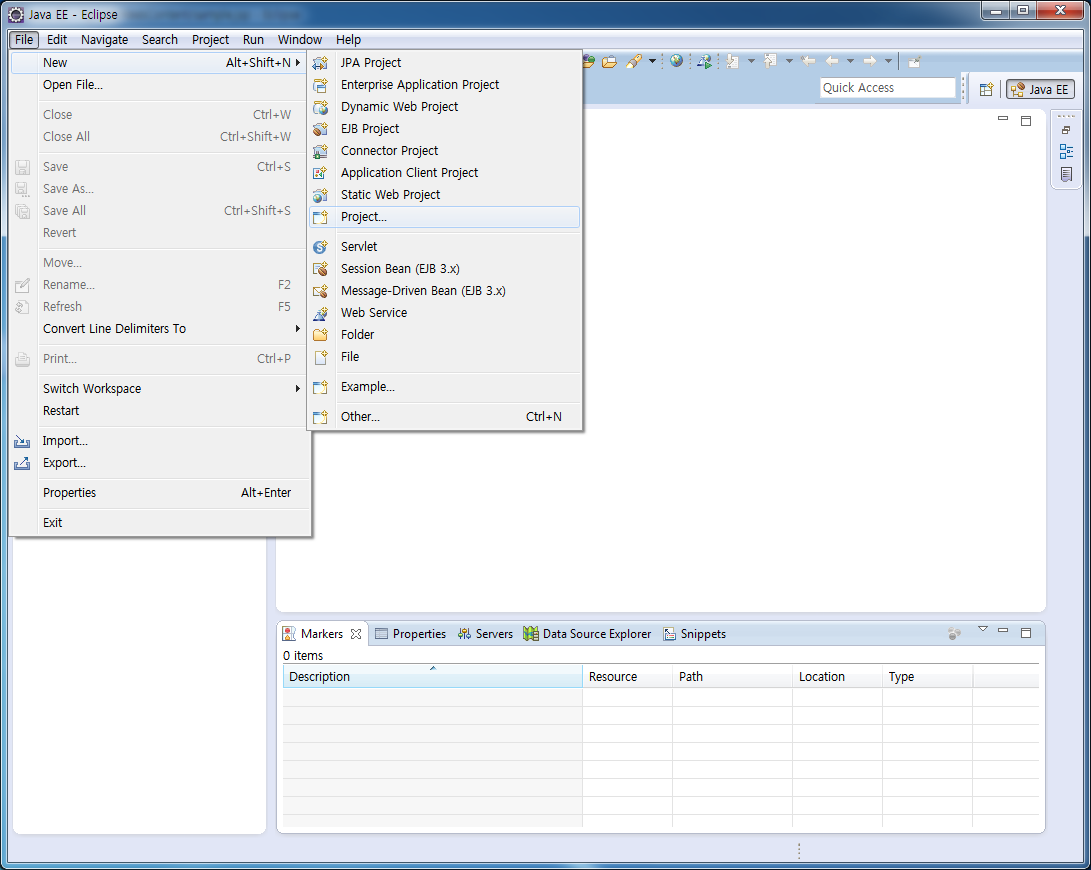 Java EE - Eclipse
File Edit Navigate Search Project Run Window Help
New Alt+Shift+N
Open File...
Close Ctrl+W
Close All Ctrl+Shift+W
Save Ctrl+S
Save As...
Save All Ctrl+Shift+S
Revert
Move...
Rename... F2
Refresh F5
Convert Line Delimiters To
Print... Ctrl+P
Switch Workspace
Restart
Import...
Export...
Properties Alt+Enter
Exit
JPA Project
Enterprise Application Project
Dynamic Web Project
EJB Project
Connector Project
Application Client Project
Static Web Project
Project...
Servlet
Session Bean (EJB 3.x)
Message-Driven Bean (EJB 3.x)
Web Service
Folder
File
Example...
Other... Ctrl+N
Quick Access
Java EE
Markers Properties Servers Data Source Explorer Snippets
0 items
Description Resource Path Location Type